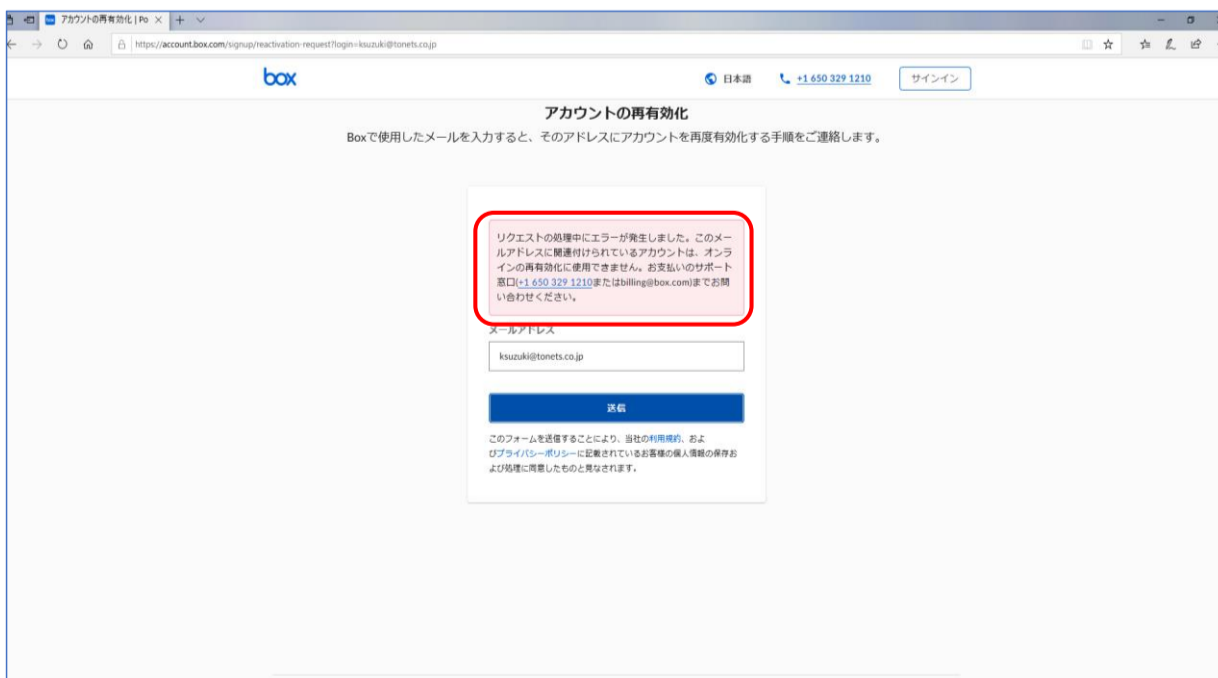 アカウントの再有効化 | Po
https://account.box.com/signup/reactivation-request?login=ksuzuki@tonets.co.jp
box
日本語
+1 650 329 1210
サインイン
アカウントの再有効化
Boxで使用したメールを入力すると、そのアドレスにアカウントを再度有効化する手順をご連絡します。
リクエストの処理中にエラーが発生しました。このメー
ルアドレスに関連付けられているアカウントは、オンラ
インの再有効化に使用できません。お支払いのサポート
窓口(+1 650 329 1210またはbilling@box.com)までお問
い合わせください。
メールアドレス
ksuzuki@tonets.co.jp
送信
このフォームを送信することにより、当社の利用規約、およ
びプライバシーポリシーに記載されているお客様の個人情報の保存お
よび処理に同意したものと見なされます。